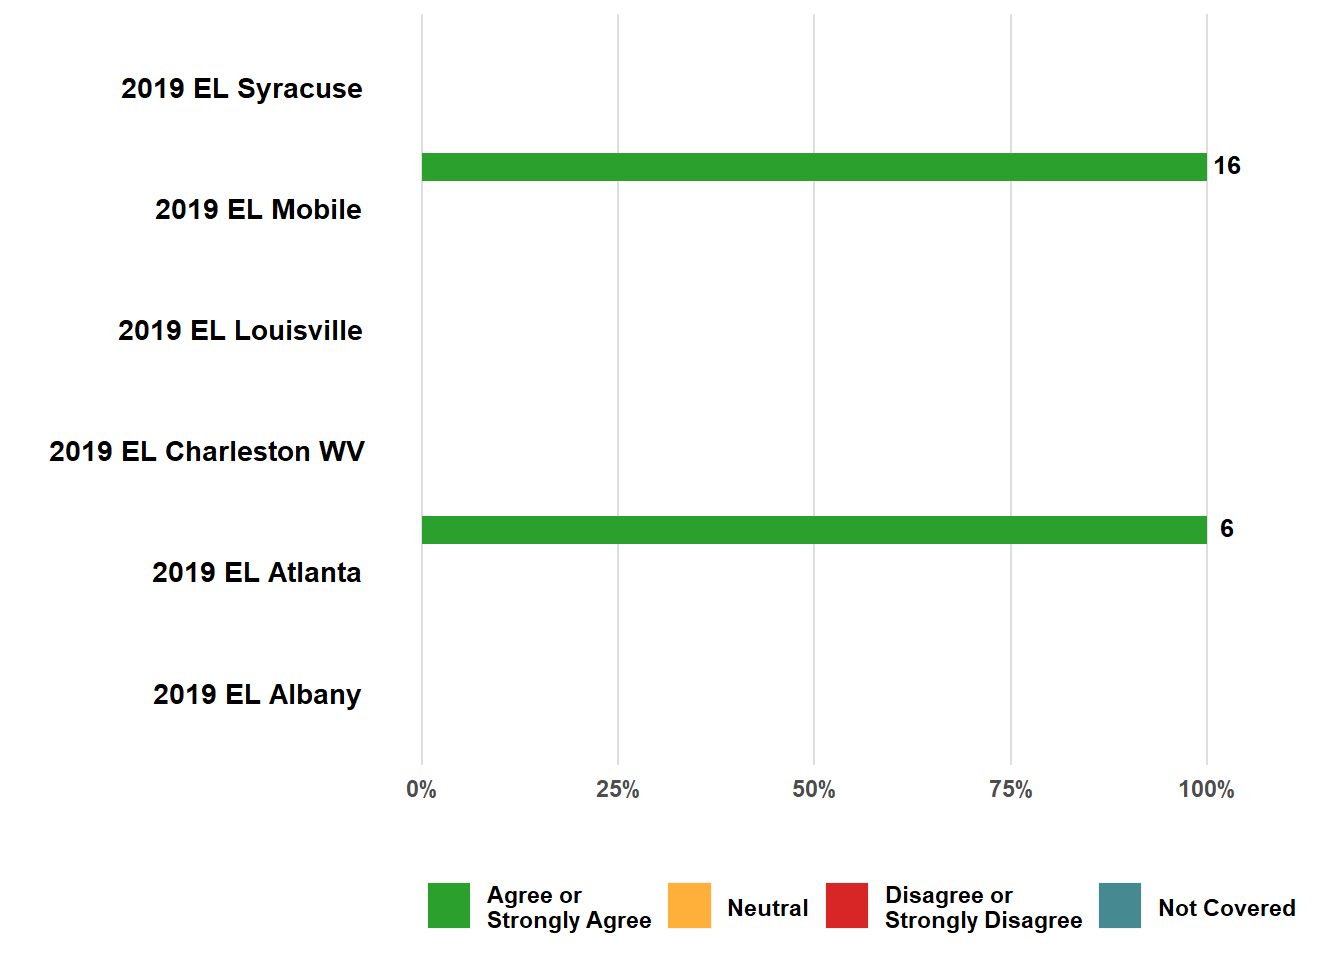 2019 EL Syracuse
16
2019 EL Mobile
2019 EL Louisville
2019 EL Charleston WV
6
2019 EL Atlanta
2019 EL Albany
0% 25% 50% 75% 100%
Agree or
Strongly Agree
Neutral
Disagree or
Strongly Disagree
Not Covered